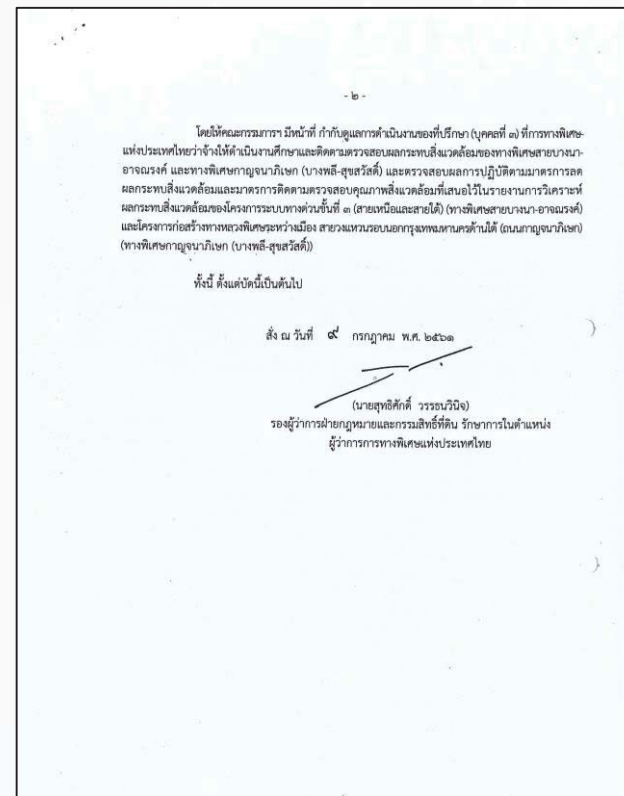 - ๒ -
โดยให้คณะกรรมการฯ มีหน้าที่ กำกับดูแลการดำเนินงานของที่ปรึกษา (บุคคลที่ ๓) ที่การทางพิเศษ-
แห่งประเทศไทยว่าจ้างให้ดำเนินงานศึกษาและติดตามตรวจสอบผลกระทบสิ่งแวดล้อมของทางพิเศษสายบางนา-
อาจณรงค์ และทางพิเศษกาญจนาภิเษก (บางพลี-สุขสวัสดิ์) และตรวจสอบผลการปฏิบัติตามมาตรการลด
ผลกระทบสิ่งแวดล้อมและมาตรการติดตามตรวจสอบคุณภาพสิ่งแวดล้อมที่เสนอไว้ในรายงานการวิเคราะห์
ผลกระทบสิ่งแวดล้อมของโครงการระบบทางด่วนขั้นที่ ๓ (สายเหนือและสายใต้) (ทางพิเศษสายบางนา-อาจณรงค์)
และโครงการก่อสร้างทางหลวงพิเศษระหว่างเมือง สายวงแหวนรอบนอกกรุงเทพมหานครด้านใต้ (ถนนกาญจนาภิเษก)
(ทางพิเศษกาญจนาภิเษก (บางพลี-สุขสวัสดิ์))
ทั้งนี้ ตั้งแต่บัดนี้เป็นต้นไป
สั่ง ณ วันที่ ๙ กรกฎาคม พ.ศ. ๒๕๖๑
(นายสุทธิศักดิ์ วรรธนวินิจ)
รองผู้ว่าการฝ่ายกฎหมายและกรรมสิทธิ์ที่ดิน รักษาการในตำแหน่ง
ผู้ว่าการการทางพิเศษแห่งประเทศไทย